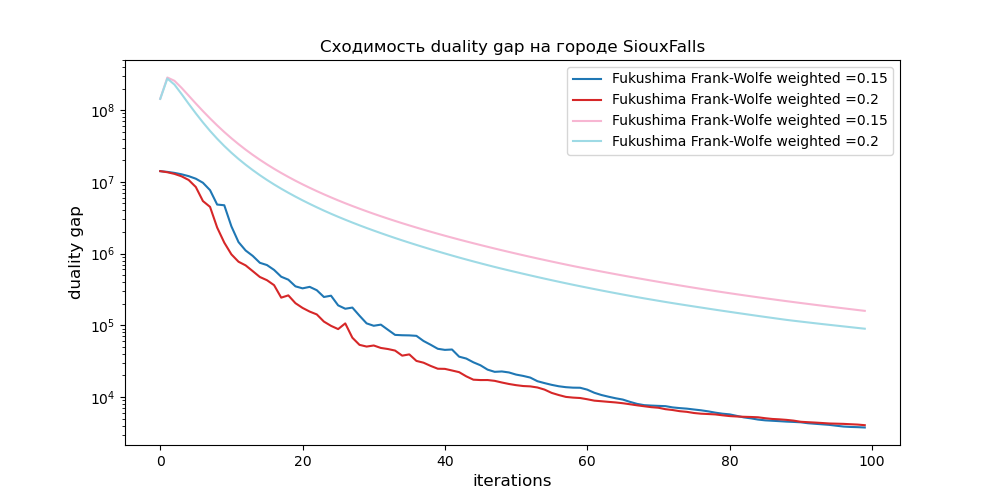 Сходимость duality gap на городе SiouxFalls
Fukushima Frank-Wolfe weighted =0.15
Fukushima Frank-Wolfe weighted =0.2
Fukushima Frank-Wolfe weighted =0.15
Fukushima Frank-Wolfe weighted =0.2
10⁸
10⁷
10⁶
10⁵
10⁴
duality gap
0 20 40 60 80 100
iterations